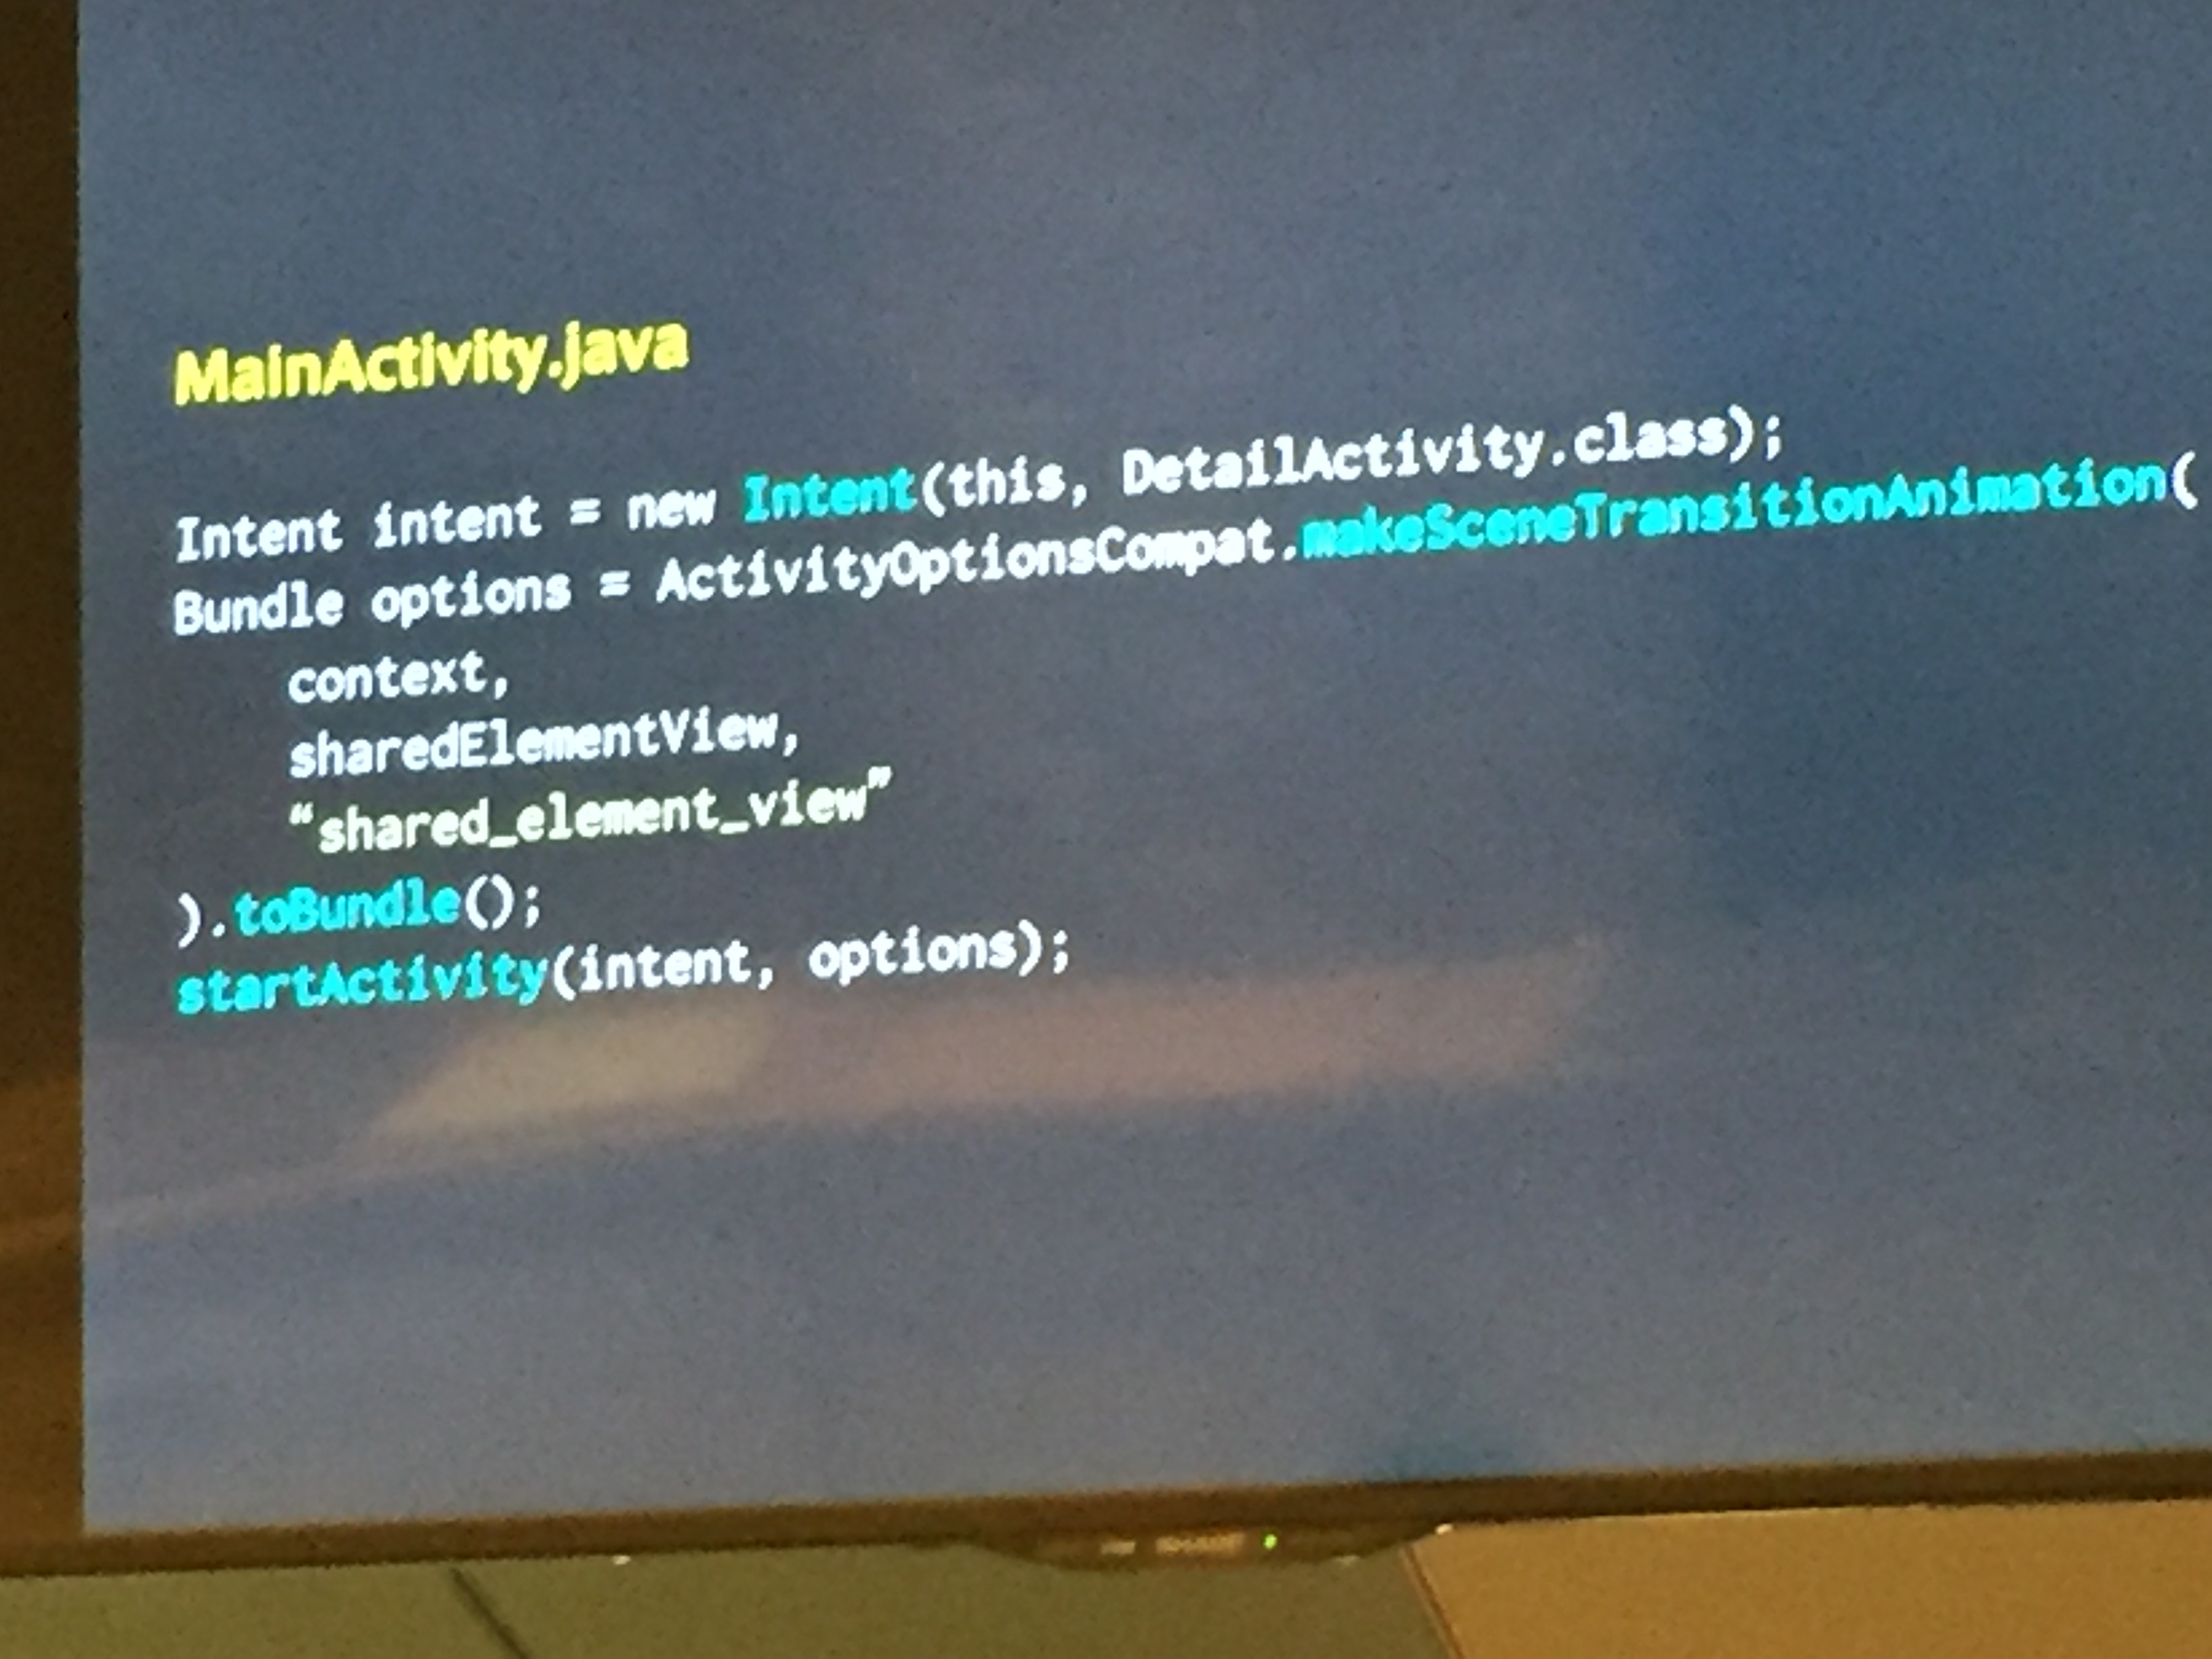 MainActivity.java
Intent intent = new Intent(this, DetailActivity.class);
Bundle options = ActivityOptionsCompat.makeSceneTransitionAnimation(
    context,
    sharedElementView,
    “shared_element_view”
).toBundle();
startActivity(intent, options);